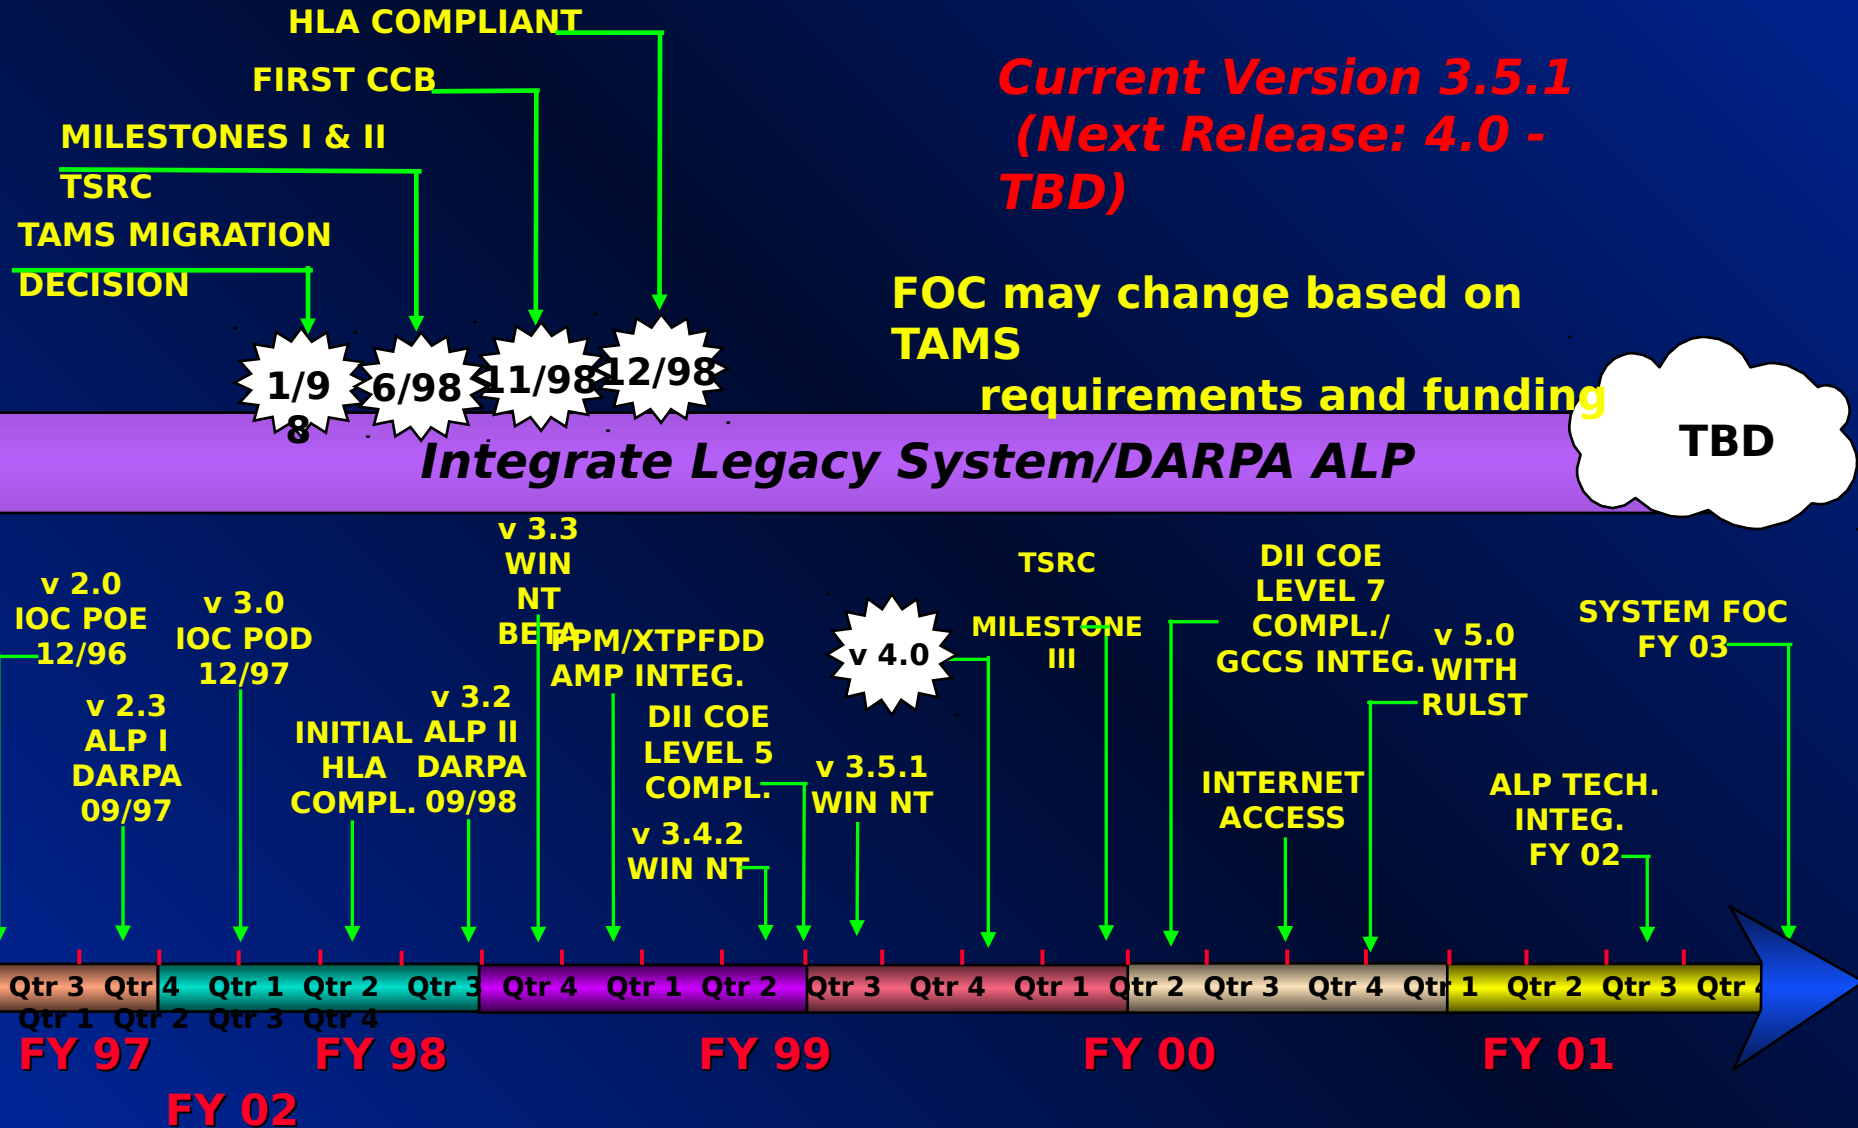 HLA COMPLIANT
FIRST CCB
MILESTONES I & II
TSRC
TAMS MIGRATION
DECISION
Current Version 3.5.1
(Next Release: 4.0 -
TBD)
FOC may change based on
TAMS
requirements and funding
1/9
8
6/98
11/98
12/98
Integrate Legacy System/DARPA ALP
TBD
v 2.0
IOC POE
12/96
v 2.3
ALP I
DARPA
09/97
v 3.0
IOC POD
12/97
INITIAL
HLA
COMPL.
v 3.2
ALP II
DARPA
09/98
v 3.3
WIN
NT
BETA
PPM/XTPFDD
AMP INTEG.
DII COE
LEVEL 5
COMPL.
v 3.4.2
WIN NT
v 3.5.1
WIN NT
v 4.0
TSRC
MILESTONE
III
DII COE
LEVEL 7
COMPL./
GCCS INTEG.
INTERNET
ACCESS
v 5.0
WITH
RULST
ALP TECH.
INTEG.
FY 02
SYSTEM FOC
FY 03
Qtr 3 Qtr 4 Qtr 1 Qtr 2 Qtr 3 Qtr 4 Qtr 1 Qtr 2 Qtr 3 Qtr 4 Qtr 1 Qtr 2 Qtr 3 Qtr 4 Qtr 1 Qtr 2 Qtr 3 Qtr 4
Qtr 1 Qtr 2 Qtr 3 Qtr 4
FY 97 FY 98 FY 99 FY 00 FY 01
FY 02